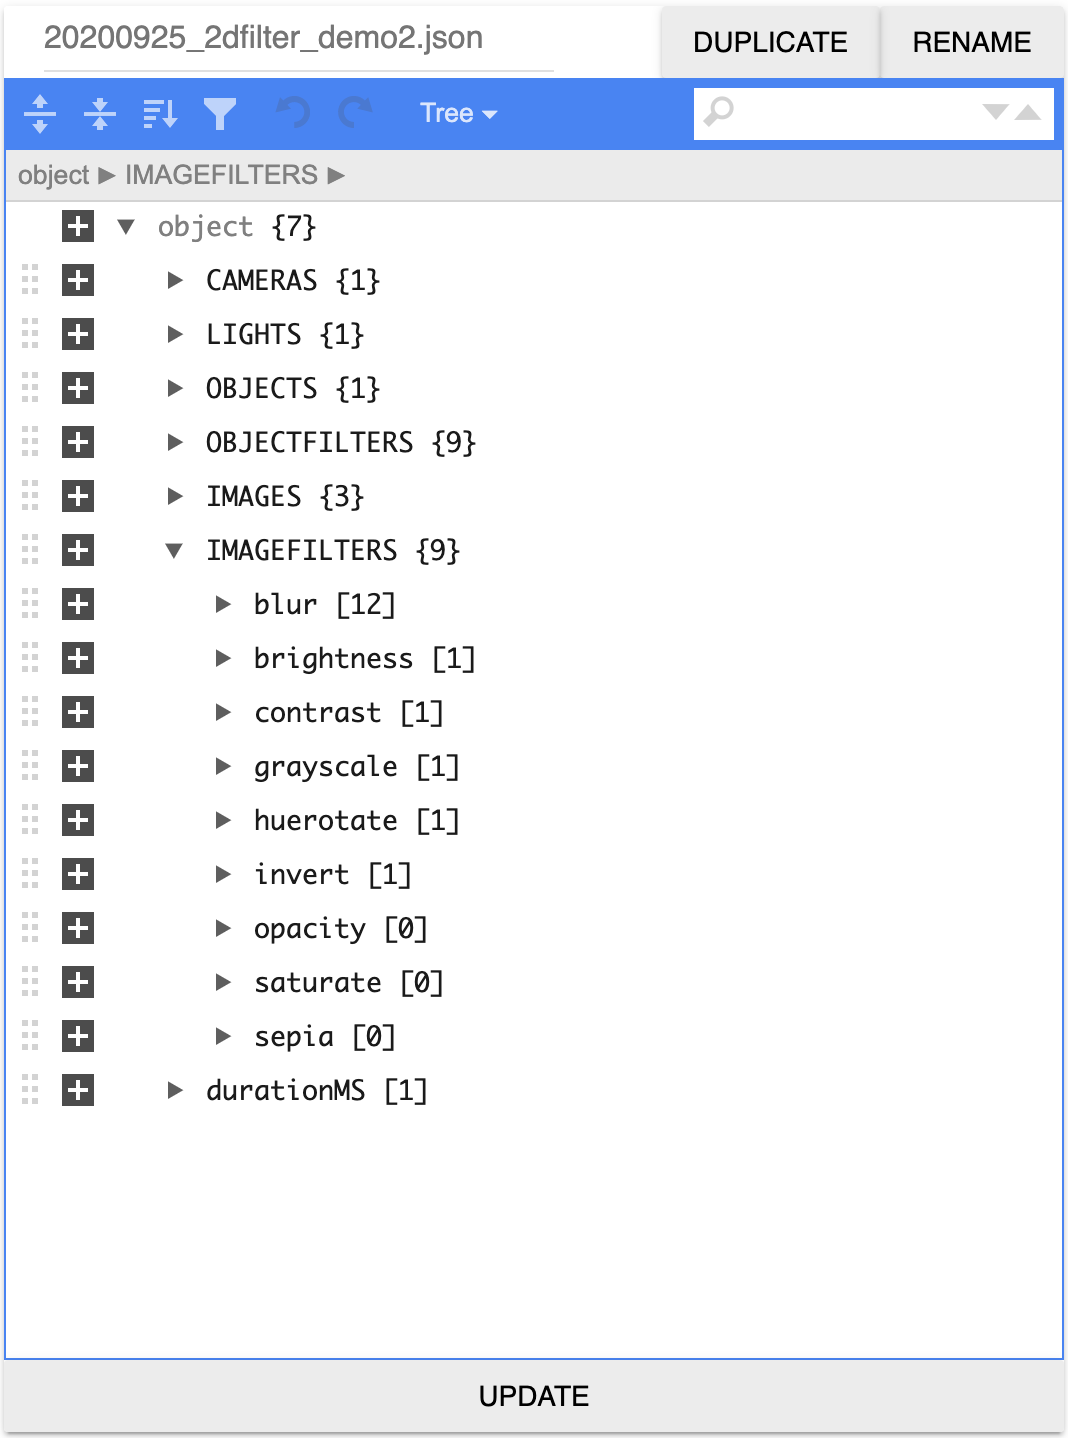 20200925_2dfilter_demo2.json DUPLICATE RENAME
Tree
object ► IMAGEFILTERS ►
object {7}
CAMERAS {1}
LIGHTS {1}
OBJECTS {1}
OBJECTFILTERS {9}
IMAGES {3}
IMAGEFILTERS {9}
blur [12]
brightness [1]
contrast [1]
grayscale [1]
huerotate [1]
invert [1]
opacity [0]
saturate [0]
sepia [0]
durationMS [1]
UPDATE